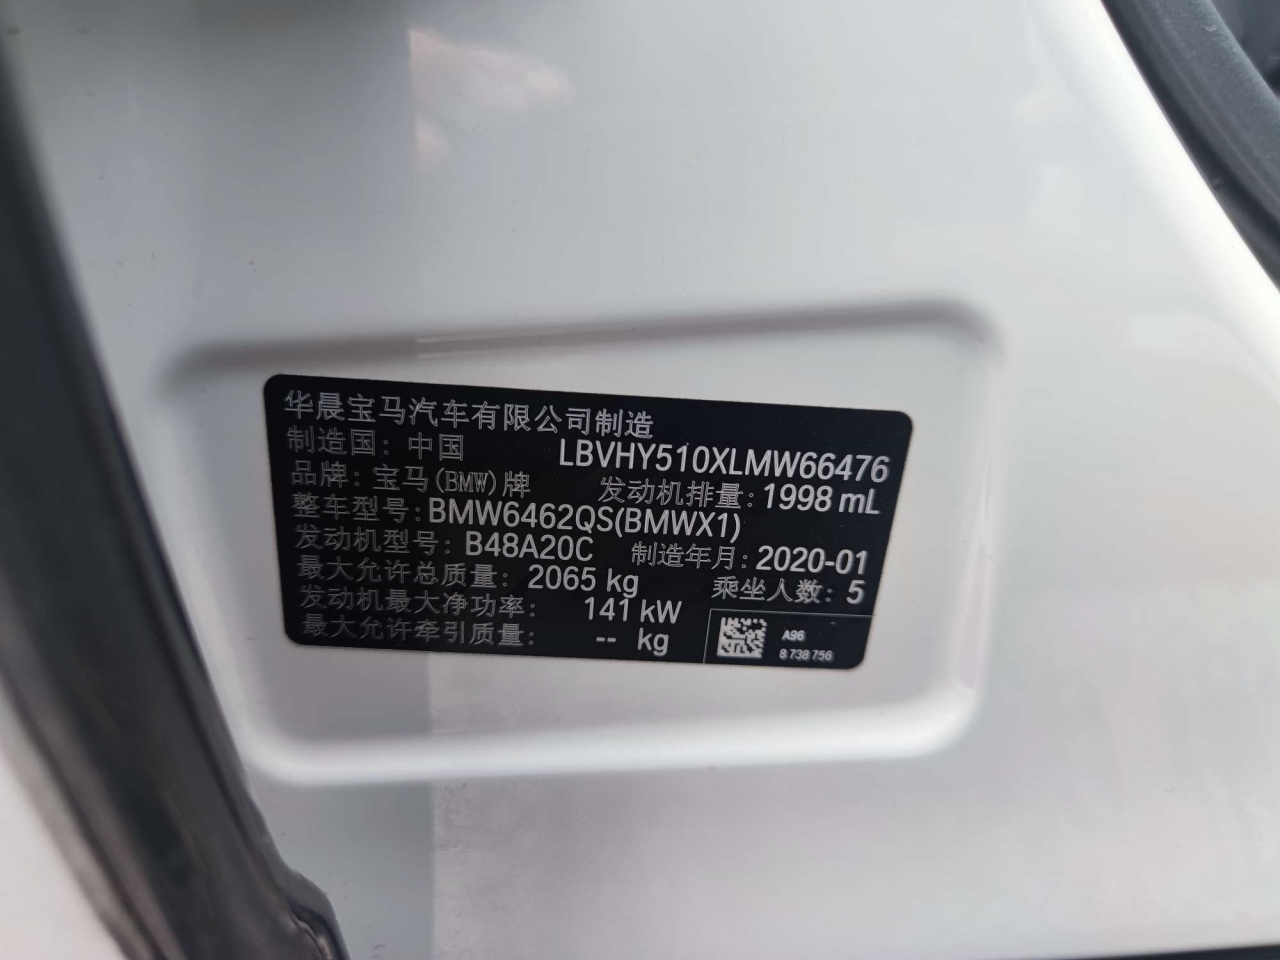 华晨宝马汽车有限公司制造
制造国：中国 LBVHY510XLMW66476
品牌：宝马(BMW)牌 发动机排量：1998 mL
整车型号：BMW6462QS(BMWX1)
发动机型号：B48A20C 制造年月：2020-01
最大允许总质量：2065 kg 乘坐人数：5
发动机最大净功率：141 kW
最大允许牵引质量：-- kg
A96
8 738 756